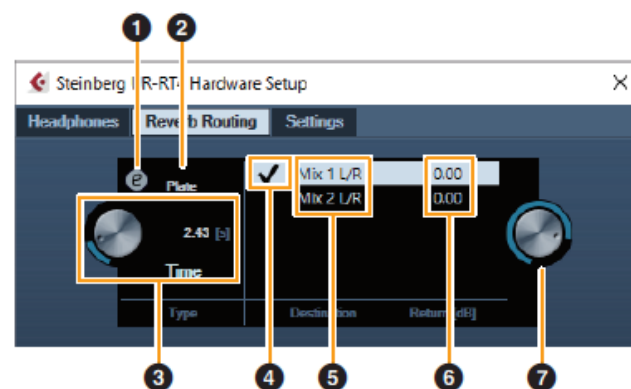 1 2
Steinberg UR-RT4 Hardware Setup
Headphones Reverb Routing Settings
e Plate ✓ Mix 1 L/R 0.00
Mix 2 L/R 0.00
2.43 [s]
Time
Type Destination Return [dB]
3 4 5 6 7